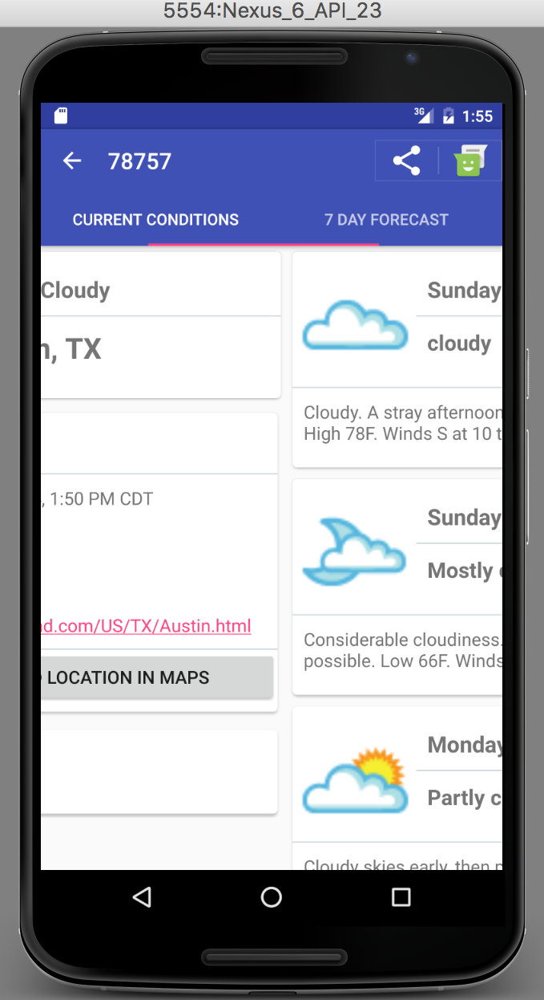 5554:Nexus_6_API_23
3G 1:55
78757
CURRENT CONDITIONS
7 DAY FORECAST
Cloudy
, TX
, 1:50 PM CDT
d.com/US/TX/Austin.html
LOCATION IN MAPS
Sunday
cloudy
Cloudy. A stray afternoon
High 78F. Winds S at 10
Sunday
Mostly
Considerable cloudiness.
possible. Low 66F. Winds
Monday
Partly
Cloudy skies early, then